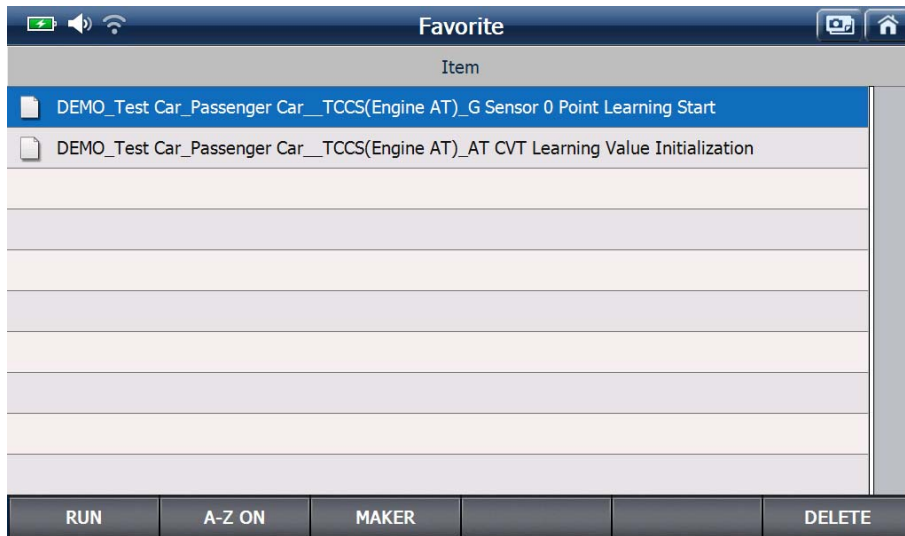 Favorite
Item
DEMO_Test Car_Passenger Car__TCCS(Engine AT)_G Sensor 0 Point Learning Start
DEMO_Test Car_Passenger Car__TCCS(Engine AT)_AT CVT Learning Value Initialization
RUN A-Z ON MAKER DELETE